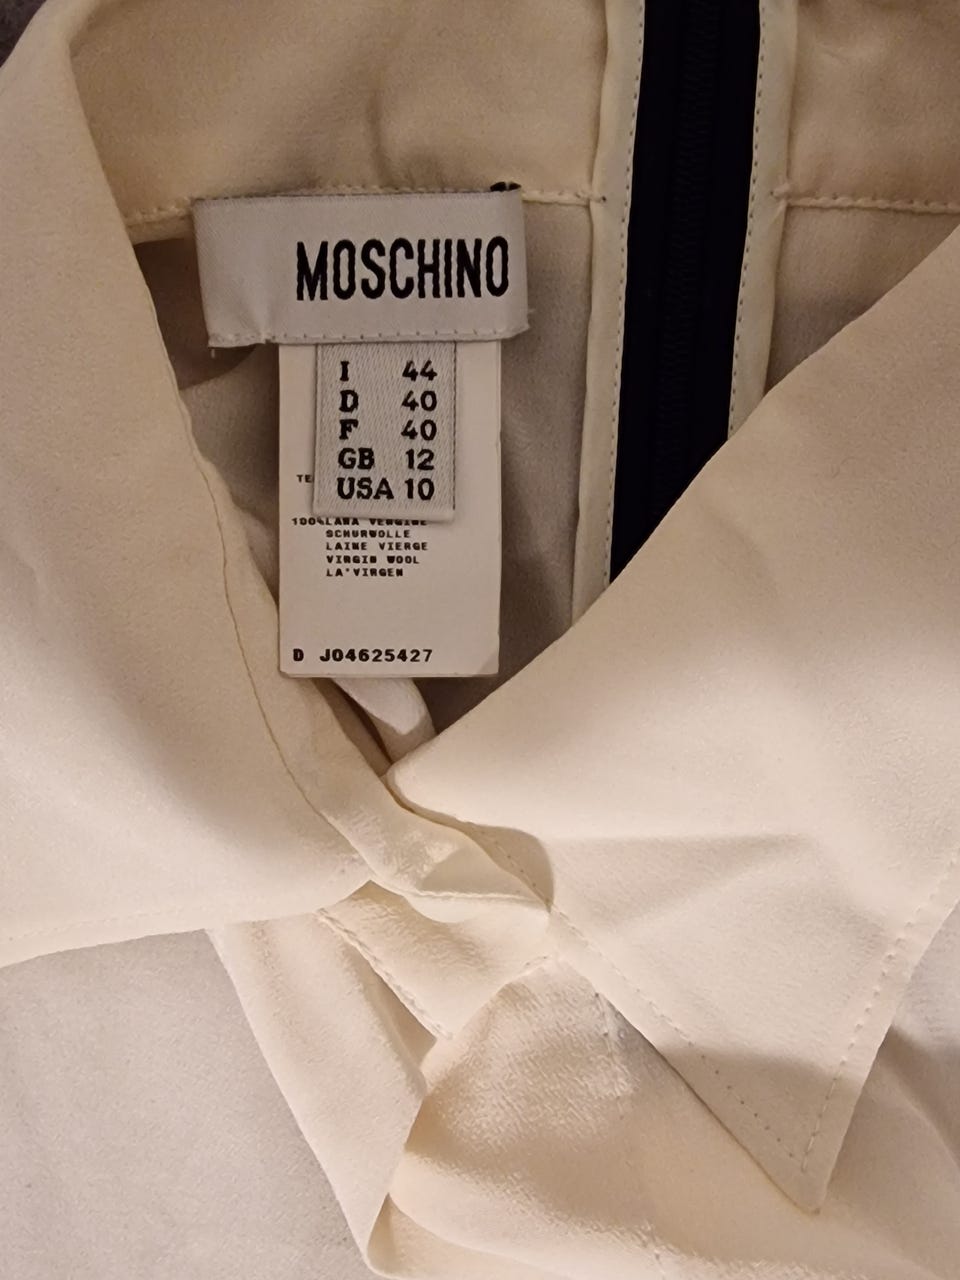 MOSCHINO
I 44
D 40
F 40
GB 12
USA 10
TE
100% LANA VERGINE
SCHURWOLLE
LAINE VIERGE
VIRGIN WOOL
LA*VIRGEN
D J04625427